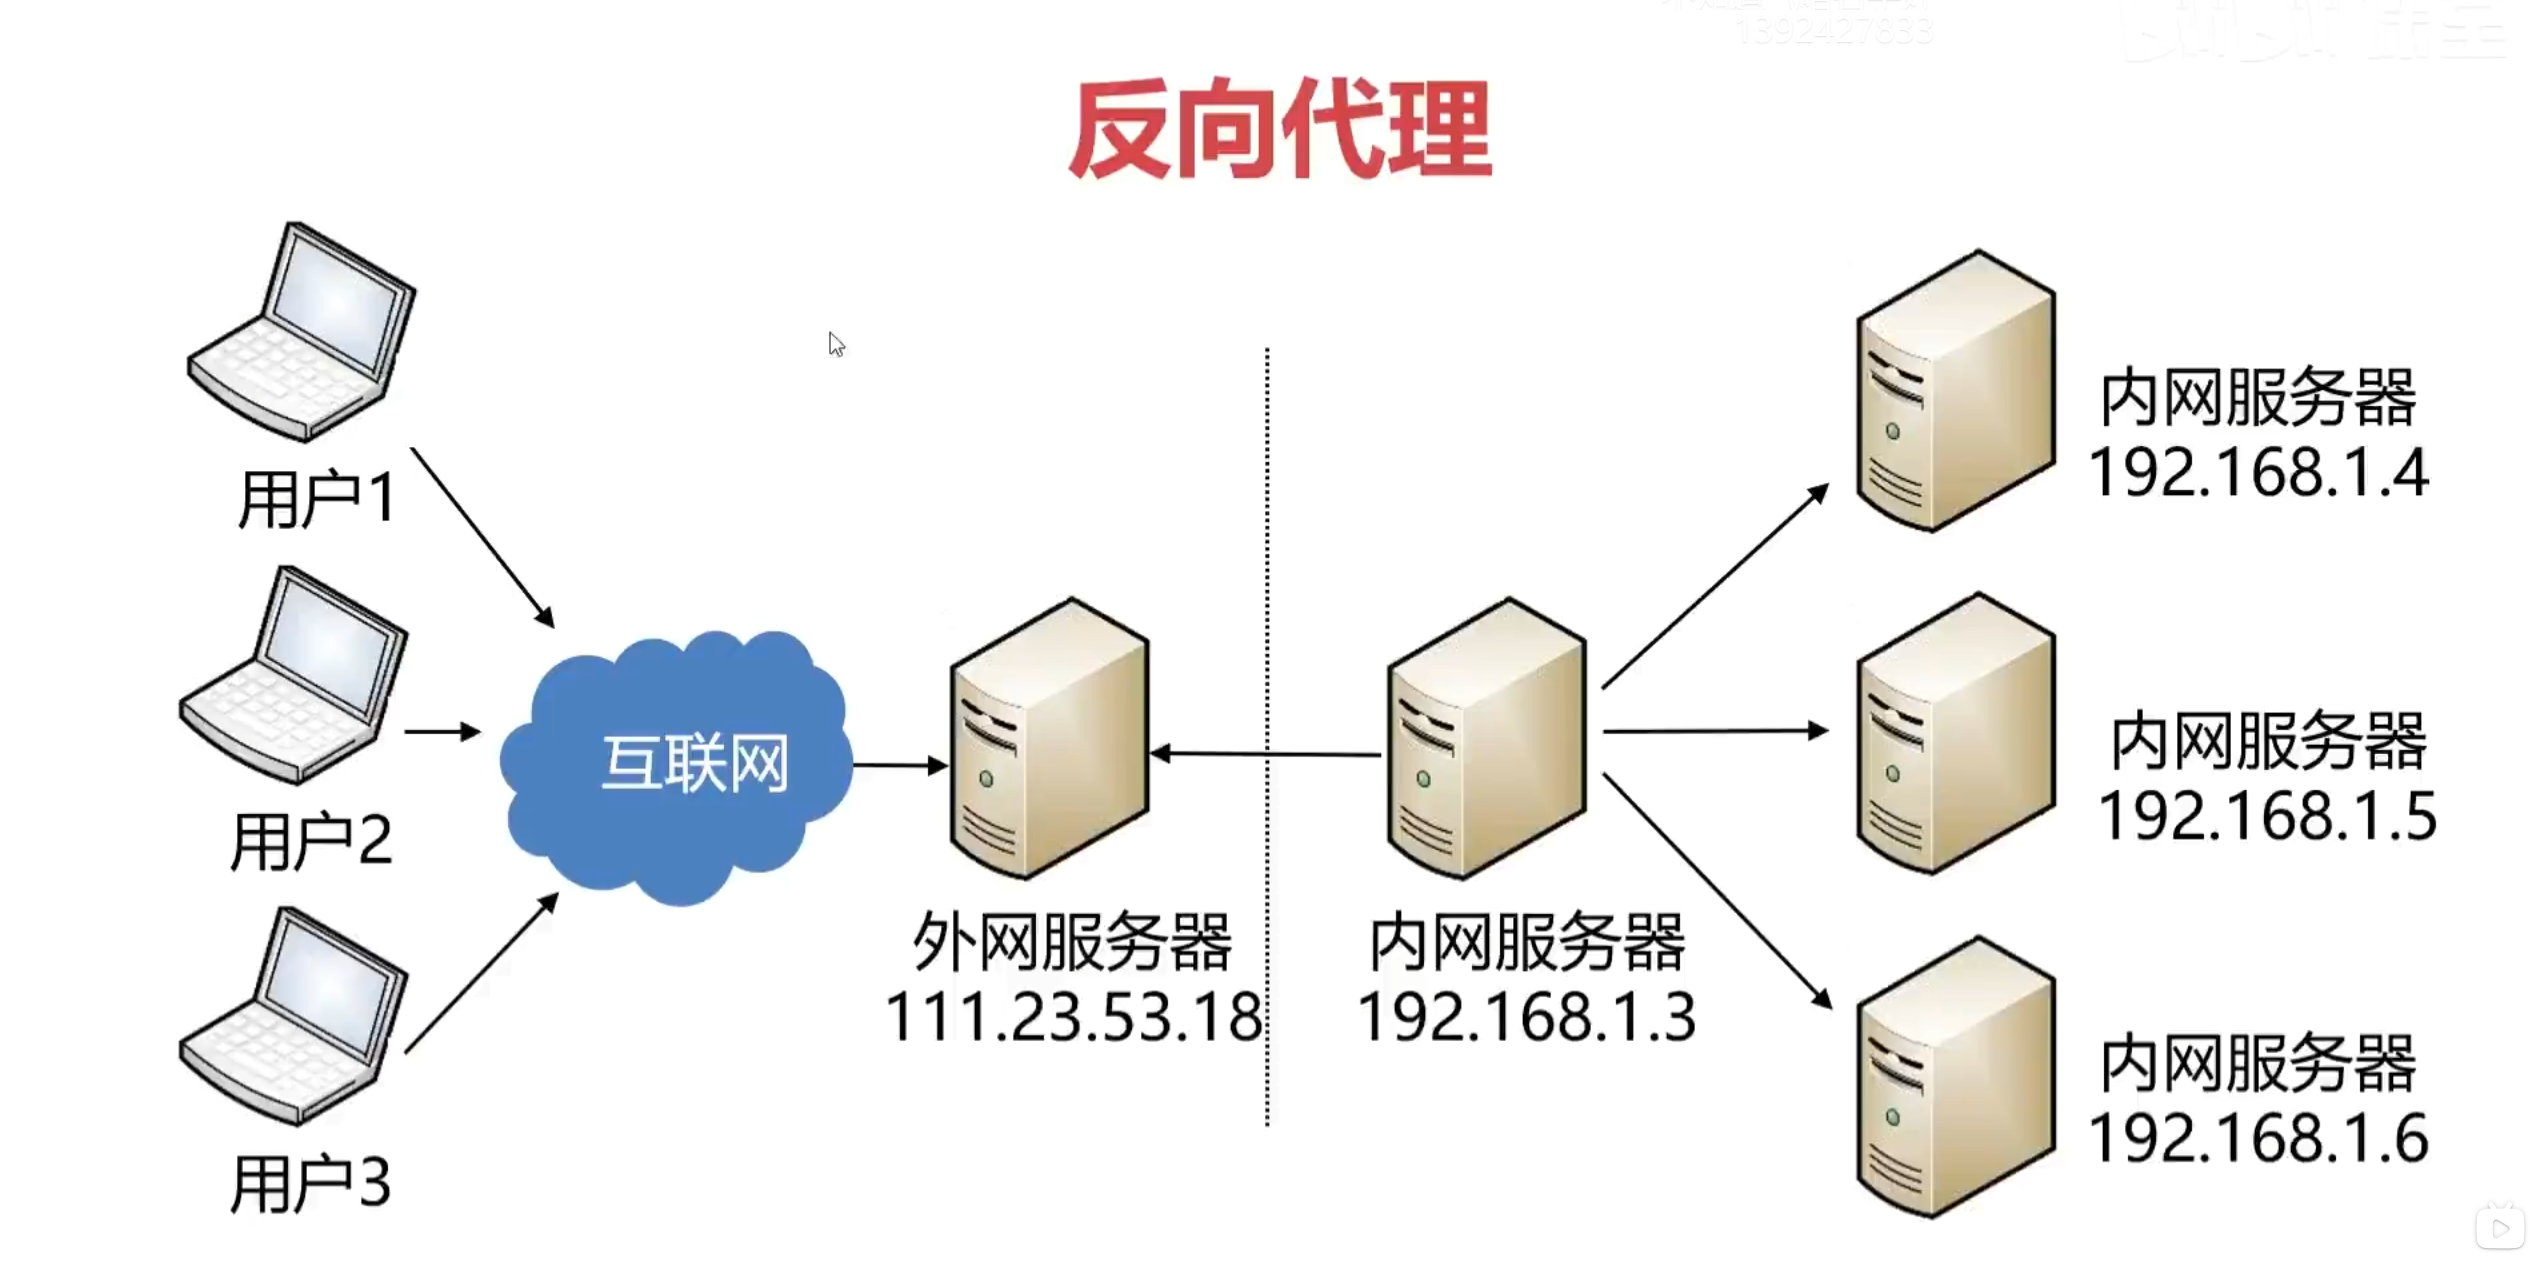 1392427833
反向代理
用户1
用户2
用户3
互联网
外网服务器
111.23.53.18
内网服务器
192.168.1.3
内网服务器
192.168.1.4
内网服务器
192.168.1.5
内网服务器
192.168.1.6